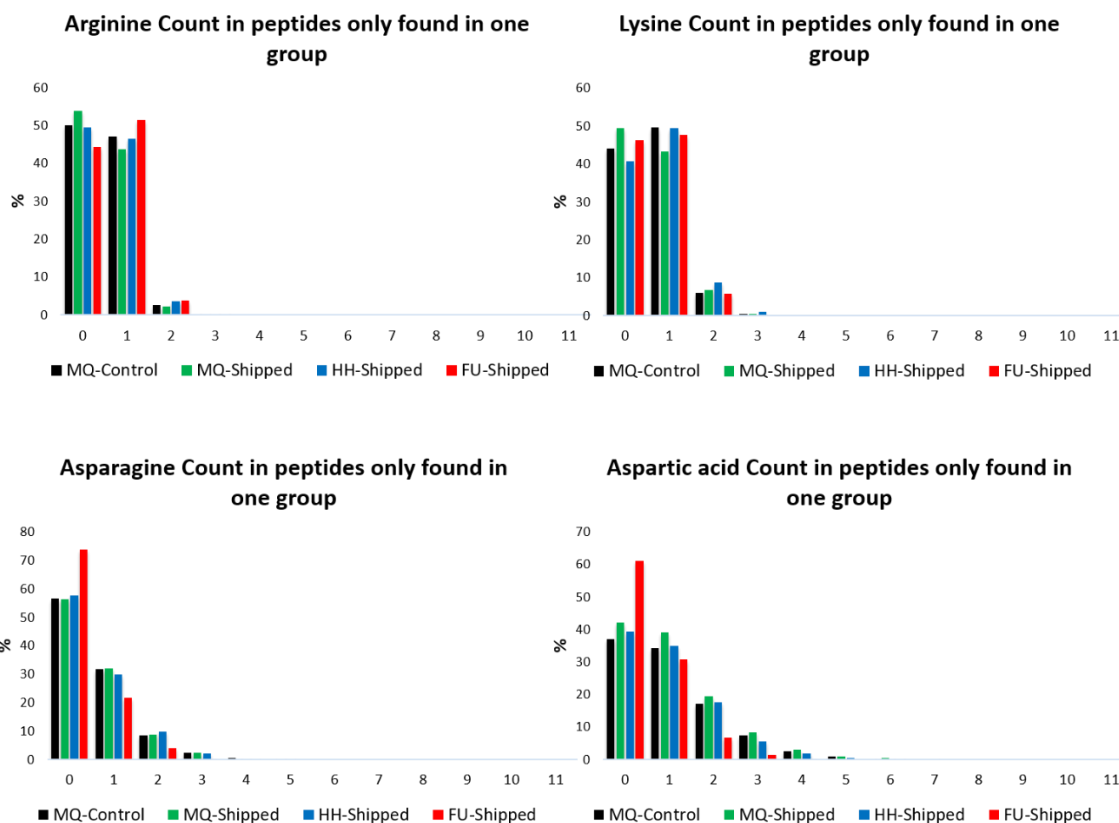 Arginine Count in peptides only found in one
group
60
50
40
30
20
10
0
%
0 1 2 3 4 5 6 7 8 9 10 11
MQ-Control MQ-Shipped HH-Shipped FU-Shipped
Lysine Count in peptides only found in one
group
60
50
40
30
20
10
0
%
0 1 2 3 4 5 6 7 8 9 10 11
MQ-Control MQ-Shipped HH-Shipped FU-Shipped
Asparagine Count in peptides only found in
one group
80
70
60
50
40
30
20
10
0
%
0 1 2 3 4 5 6 7 8 9 10 11
MQ-Control MQ-Shipped HH-Shipped FU-Shipped
Aspartic acid Count in peptides only found in
one group
70
60
50
40
30
20
10
0
%
0 1 2 3 4 5 6 7 8 9 10 11
MQ-Control MQ-Shipped HH-Shipped FU-Shipped